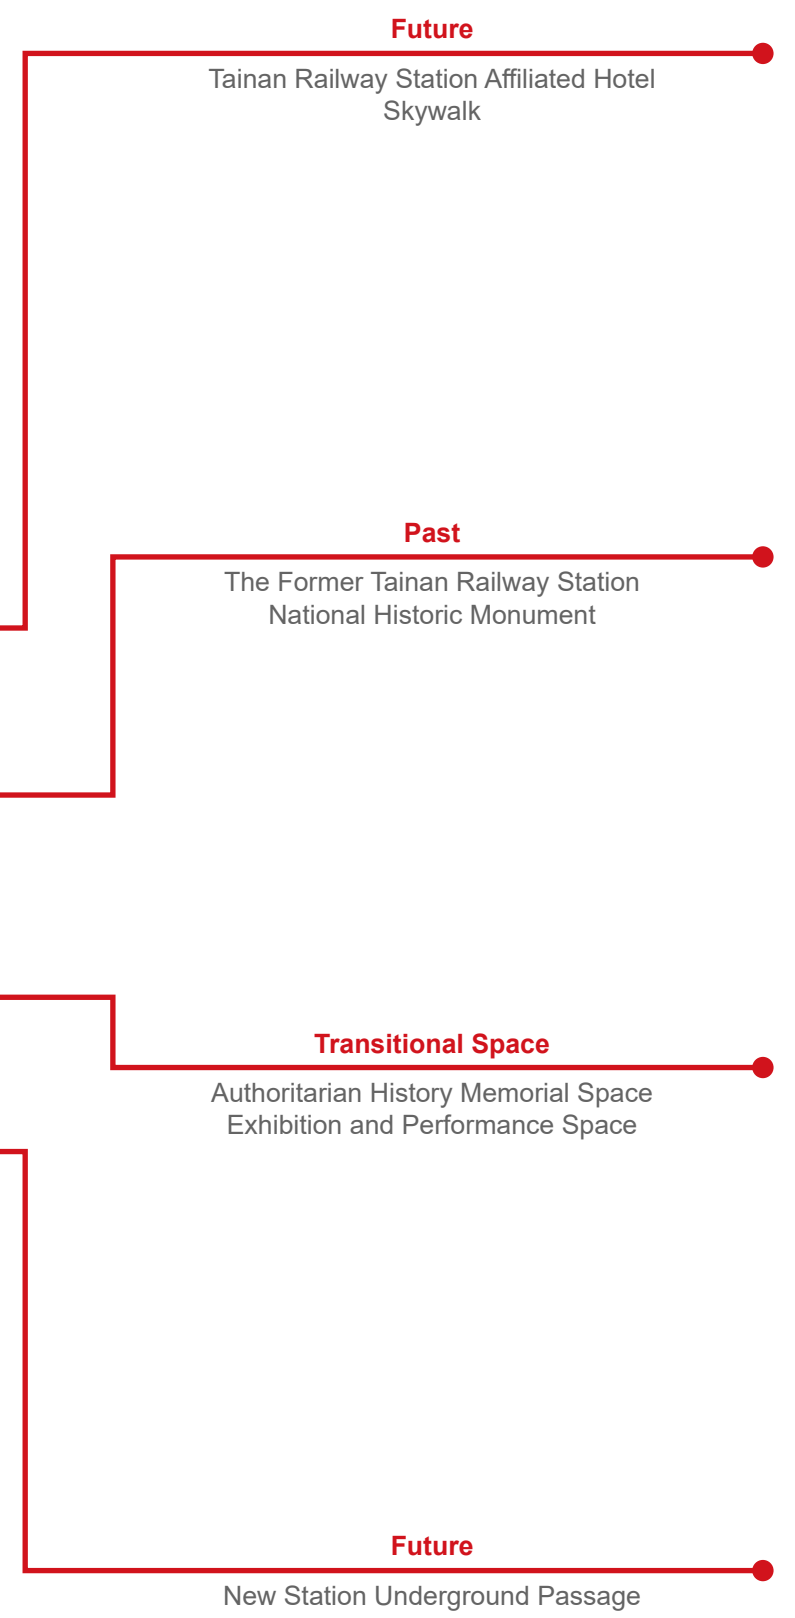 Future
Tainan Railway Station Affiliated Hotel
Skywalk
Past
The Former Tainan Railway Station
National Historic Monument
Transitional Space
Authoritarian History Memorial Space
Exhibition and Performance Space
Future
New Station Underground Passage